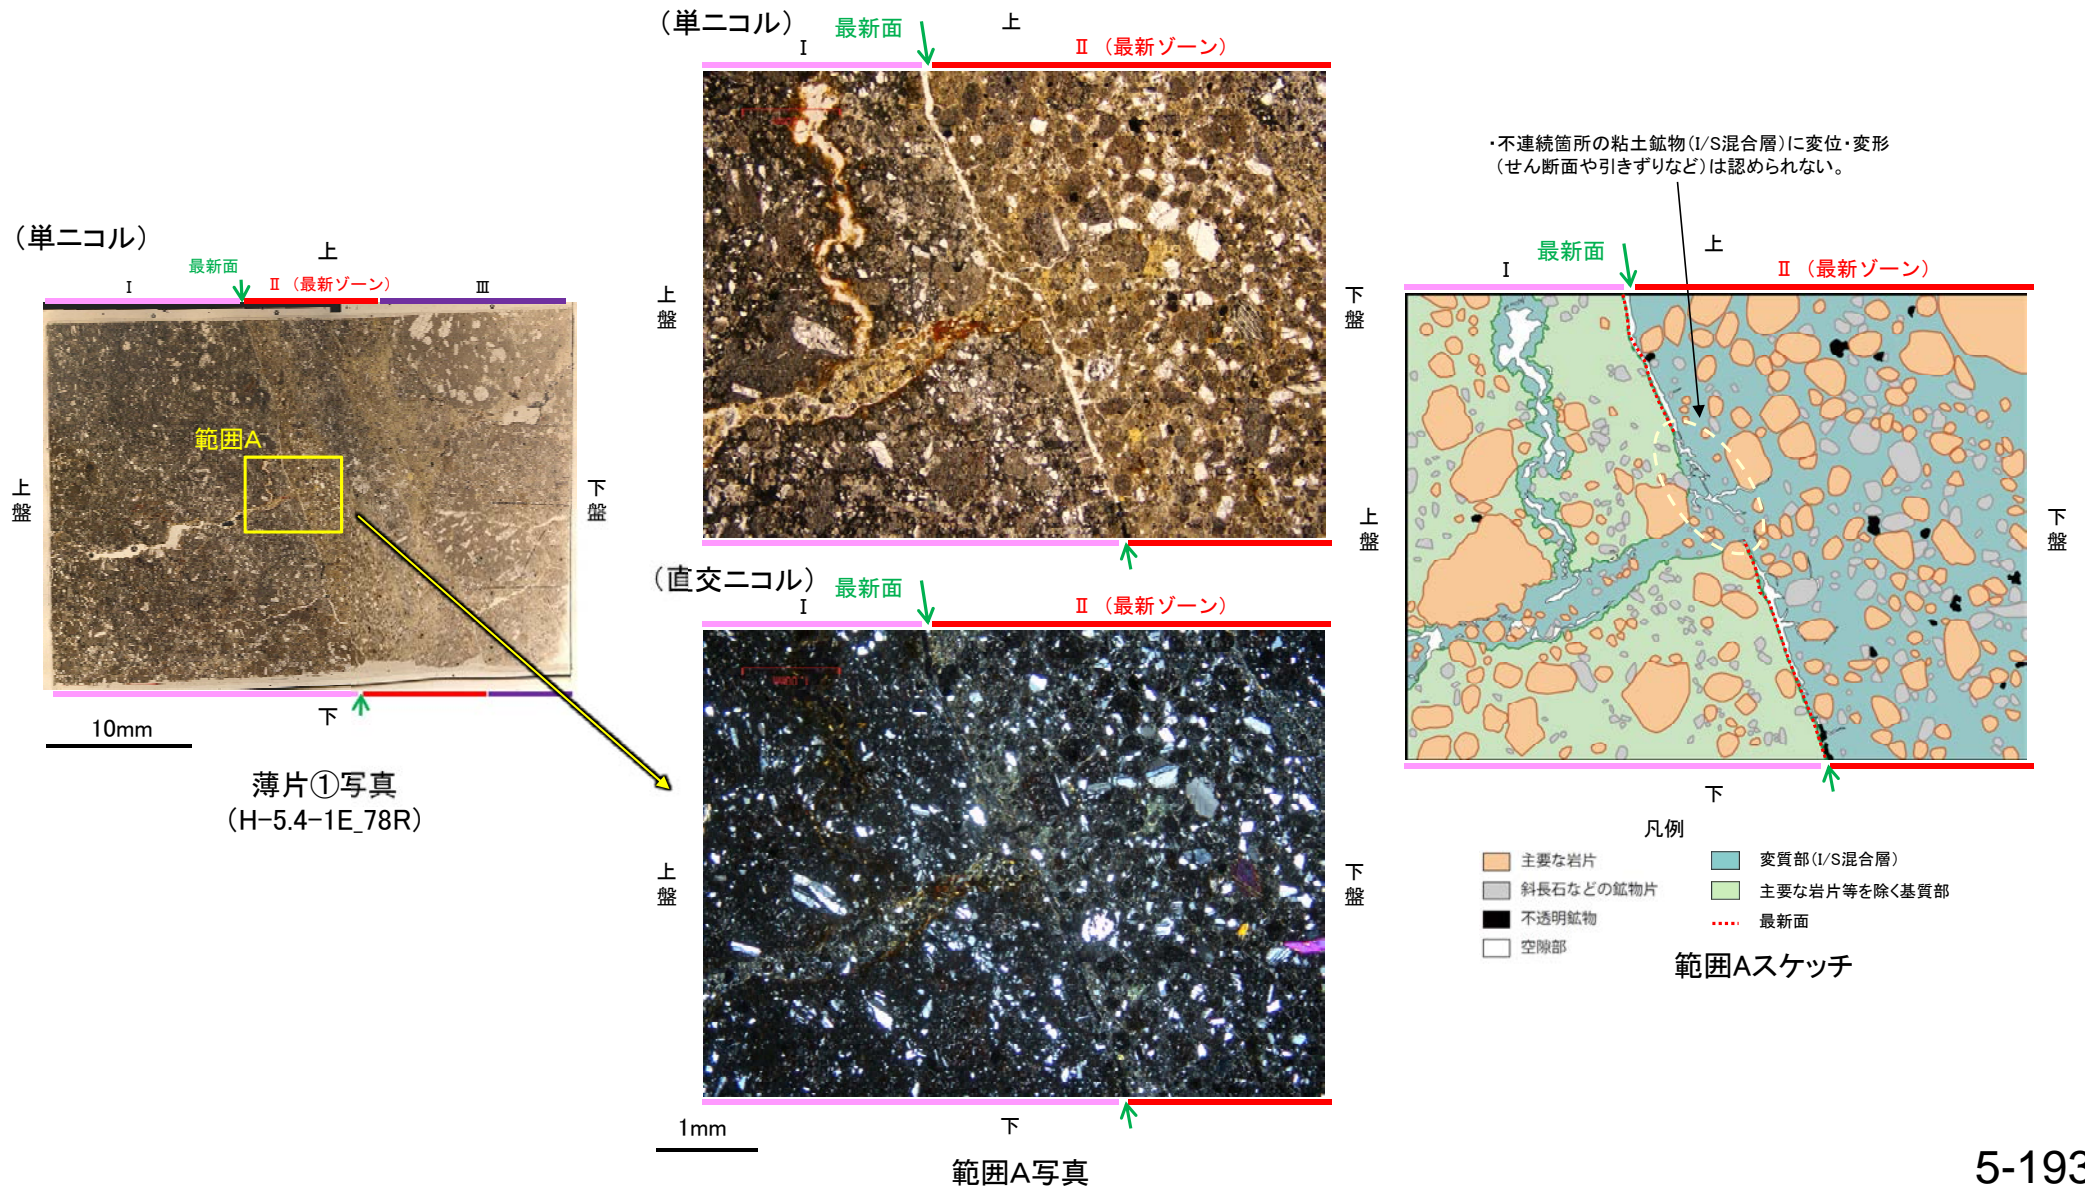 (単ニコル)
上
最新面
Ⅰ
Ⅱ (最新ゾーン)
Ⅲ
上盤
範囲A
下盤
下
10mm
薄片①写真
(H-5.4-1E_78R)
(単ニコル)
最新面
上
Ⅰ
Ⅱ (最新ゾーン)
上盤
下盤
(直交ニコル)
最新面
Ⅰ
Ⅱ (最新ゾーン)
上盤
下盤
1mm
下
範囲A写真
・不連続箇所の粘土鉱物(I/S混合層)に変位・変形
(せん断面や引きずりなど)は認められない。
最新面
上
Ⅰ
Ⅱ (最新ゾーン)
上盤
下盤
下
凡例
主要な岩片
斜長石などの鉱物片
不透明鉱物
空隙部
変質部(I/S混合層)
主要な岩片等を除く基質部
最新面
範囲Aスケッチ
5-193